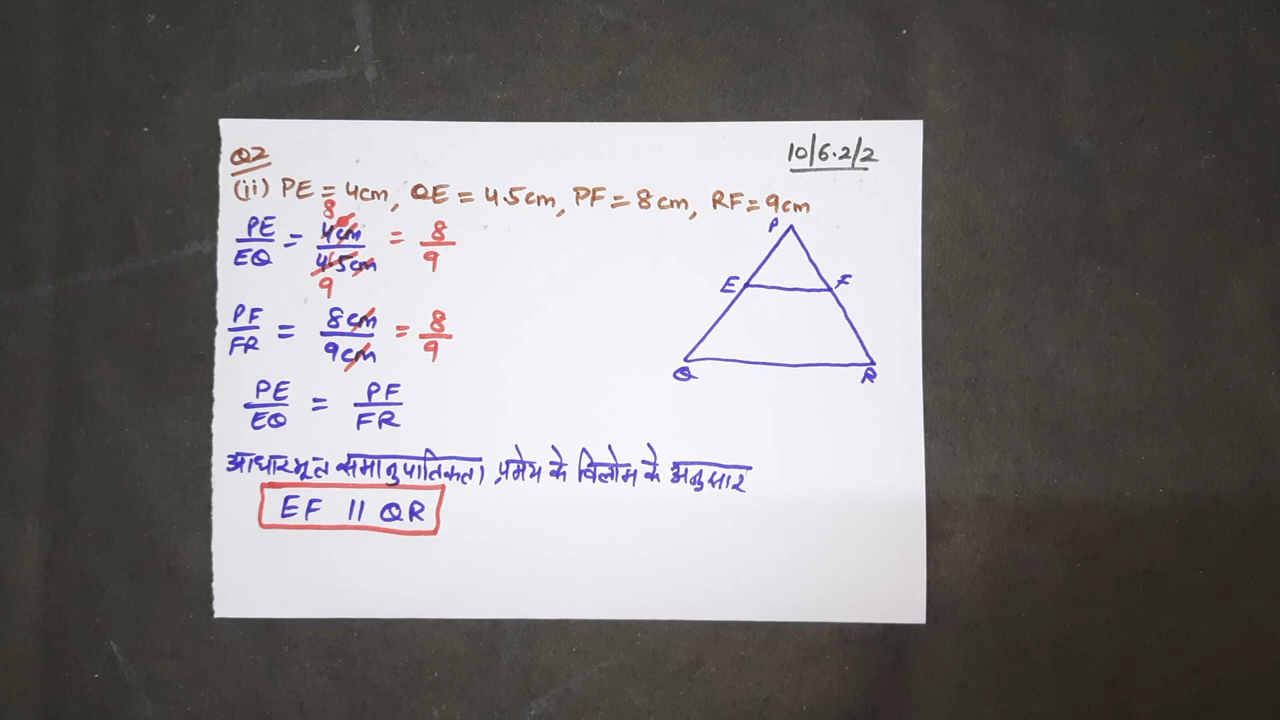 Q2
10/6.2/2
(ii) PE = 4cm, QE = 4.5cm, PF = 8cm, RF = 9cm
PE/EQ = 4cm/4.5cm = 8/9
8
9
PF/FR = 8cm/9cm = 8/9
PE/EQ = PF/FR
आधारभूत समानुपातिकता प्रमेय के विलोम के अनुसार
EF || QR
P
E F
Q R